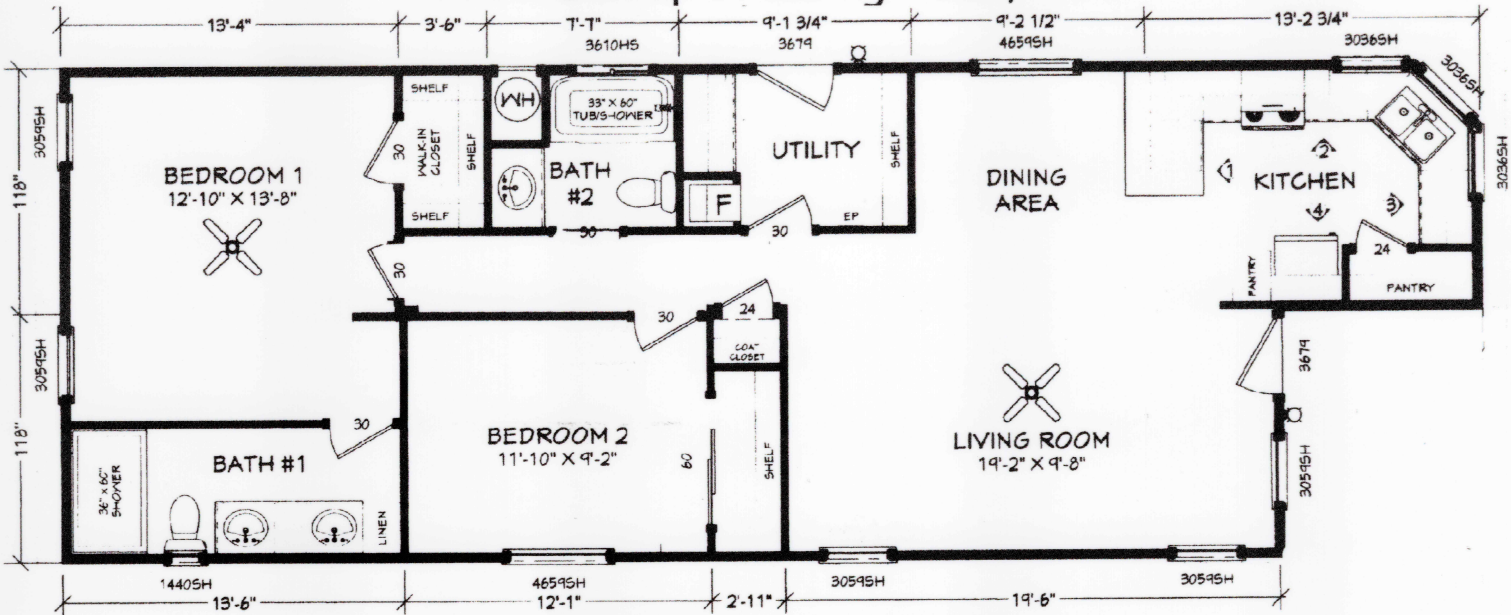 13'-4" 3'-6" 7'-7" 9'-1 3/4" 9'-2 1/2" 13'-2 3/4"
3610HS 3679 4659SH 3036SH
3036SH
3036SH
3059SH
118"
3059SH
118"
BEDROOM 1
12'-10" X 13'-8"
30
SHELF
WALK-IN
CLOSET
SHELF
SHELF
WH
33" X 60"
TUB/SHOWER
BATH
#2
30
UTILITY
SHELF
F
EP
30
DINING
AREA
KITCHEN
1
2
3
4
24
PANTRY
PANTRY
30
30
24
COAT
CLOSET
3679
30
BATH #1
36" x 60"
SHOWER
LINEN
BEDROOM 2
11'-10" X 9'-2"
60
SHELF
LIVING ROOM
19'-2" X 9'-8"
3059SH
1440SH 4659SH 3059SH 3059SH
13'-6" 12'-1" 2'-11" 19'-6"